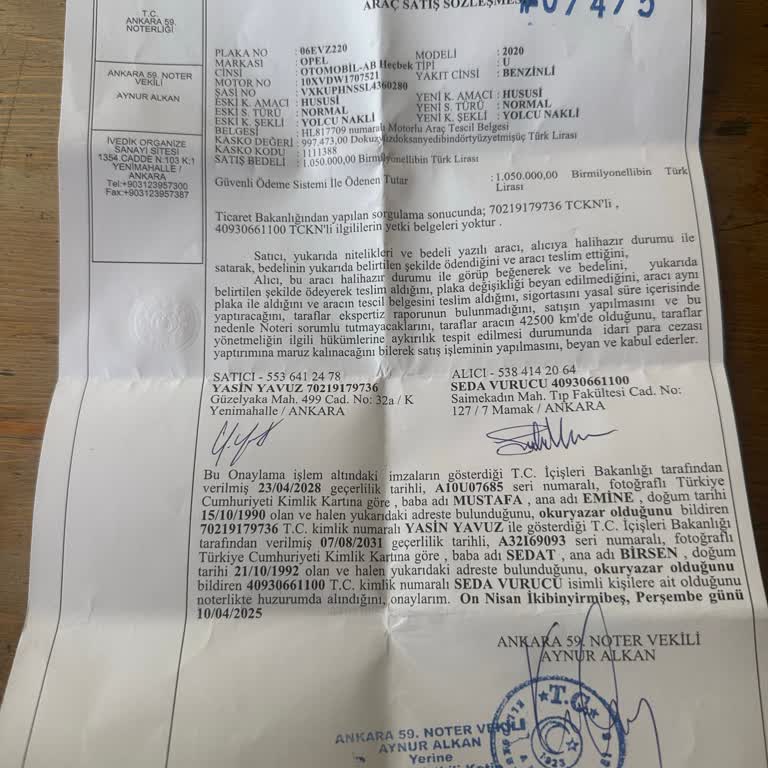 ARAÇ SATIŞ SÖZLEŞMES
07475
T.C.
ANKARA 59.
NOTERLİĞİ
ANKARA 59. NOTER
VEKİLİ
AYNUR ALKAN
İVEDİK ORGANİZE
SANAYİ SİTESİ
1354.CADDE N:103 K:1
YENİMAHALLE /
ANKARA
Tel:+903123957300
Fax:+903123957387
PLAKA NO : 06EVZ220
MARKASI : OPEL MODELİ : 2020
CİNSİ : OTOMOBİL-AB Heçbek TİPİ : U
MOTOR NO : 10XVDW1707521 YAKIT CİNSİ : BENZİNLİ
ŞASİ NO : VXKUPHNSSL4360280
ESKİ K. AMACI : HUSUSİ YENİ K. AMACI : HUSUSİ
ESKİ S. TÜRÜ : NORMAL YENİ S. TÜRÜ : NORMAL
ESKİ K. ŞEKLİ : YOLCU NAKLİ YENİ K. ŞEKLİ : YOLCU NAKLİ
BELGESİ : HL817709 numaralı Motorlu Araç Tescil Belgesi
KASKO DEĞERİ : 997.473,00 Dokuzyüzdoksanyedibindörtyüzyetmişüç Türk Lirası
KASKO KODU : 1111388
SATIŞ BEDELİ : 1.050.000,00 Birmilyonellibin Türk Lirası
Güvenli Ödeme Sistemi İle Ödenen Tutar : 1.050.000,00 Birmilyonellibin Türk
Lirası
Ticaret Bakanlığından yapılan sorgulama sonucunda; 70219179736 TCKN'li ,
40930661100 TCKN'li ilgililerin yetki belgeleri yoktur .
Satıcı, yukarıda nitelikleri ve bedeli yazılı aracı, alıcıya halihazır durumu ile
satarak, bedelinin yukarıda belirtilen şekilde ödendiğini ve aracı teslim ettiğini,
Alıcı, bu aracı halihazır durumu ile görüp beğenerek ve bedelini, yukarıda
belirtilen şekilde ödeyerek teslim aldığını, plaka değişikliği beyan edilmediğini, aracı aynı
plaka ile aldığını ve aracın tescil belgesini teslim aldığını, sigortasını yasal süre içerisinde
yaptıracağını, taraflar ekspertiz raporunun bulunmadığını, satışın yapılmasını ve bu
nedenle Noteri sorumlu tutmayacaklarını, taraflar aracın 42500 km'de olduğunu, taraflar
yönetmeliğin ilgili hükümlerine aykırılık tespit edilmesi durumunda idari para cezası
yaptırımına maruz kalınacağını bilerek satış işleminin yapılmasını, beyan ve kabul ederler.
SATICI - 553 641 24 78 ALICI - 538 414 20 64
YASİN YAVUZ 70219179736 SEDA VURUCU 40930661100
Güzelyaka Mah. 499 Cad. No: 32a / K Saimekadın Mah. Tıp Fakültesi Cad. No:
Yenimahalle / ANKARA 127 / 7 Mamak / ANKARA
Bu Onaylama işlem altındaki imzaların gösterdiği T.C. İçişleri Bakanlığı tarafından
verilmiş 23/04/2028 geçerlilik tarihli, A10U07685 seri numaralı, fotoğraflı Türkiye
Cumhuriyeti Kimlik Kartına göre , baba adı MUSTAFA , ana adı EMİNE , doğum tarihi
15/10/1990 olan ve halen yukarıdaki adreste bulunduğunu, okuryazar olduğunu bildiren
70219179736 T.C. kimlik numaralı YASİN YAVUZ ile gösterdiği T.C. İçişleri Bakanlığı
tarafından verilmiş 07/08/2031 geçerlilik tarihli, A32169093 seri numaralı, fotoğraflı
Türkiye Cumhuriyeti Kimlik Kartına göre , baba adı SEDAT , ana adı BİRSEN , doğum
tarihi 21/10/1992 olan ve halen yukarıdaki adreste bulunduğunu, okuryazar olduğunu
bildiren 40930661100 T.C. kimlik numaralı SEDA VURUCU isimli kişilere ait olduğunu
noterlikte huzurumda alındığını, onaylarım. On Nisan İkibinyirmibeş, Perşembe günü
10/04/2025
ANKARA 59. NOTER VEKİLİ
AYNUR ALKAN
T.C.
1923
ANKARA 59. NOTER VEKİLİ
AYNUR ALKAN
Yerine